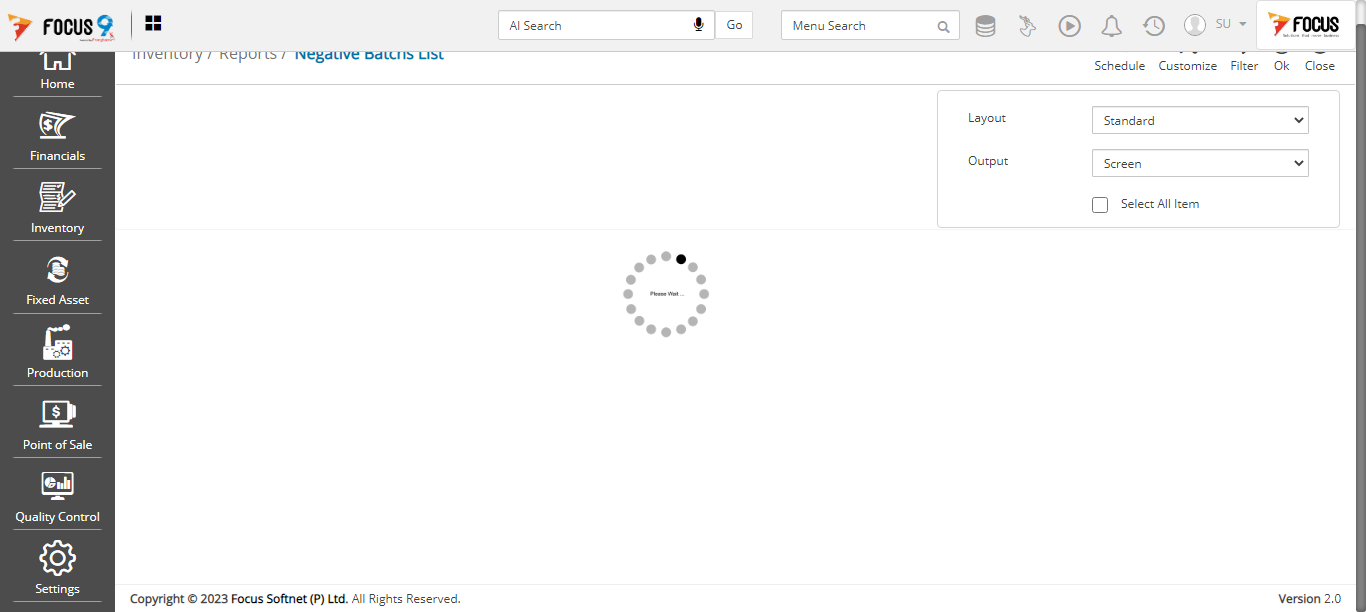 FOCUS 9
AI Search
Go
Menu Search
SU
FOCUS
Inventory / Reports / Negative Batchs List
Schedule Customize Filter Ok Close
Home
Financials
Inventory
Fixed Asset
Production
Point of Sale
Quality Control
Settings
Layout
Standard
Output
Screen
Select All Item
Please Wait ...
Copyright © 2023 Focus Softnet (P) Ltd. All Rights Reserved.
Version 2.0